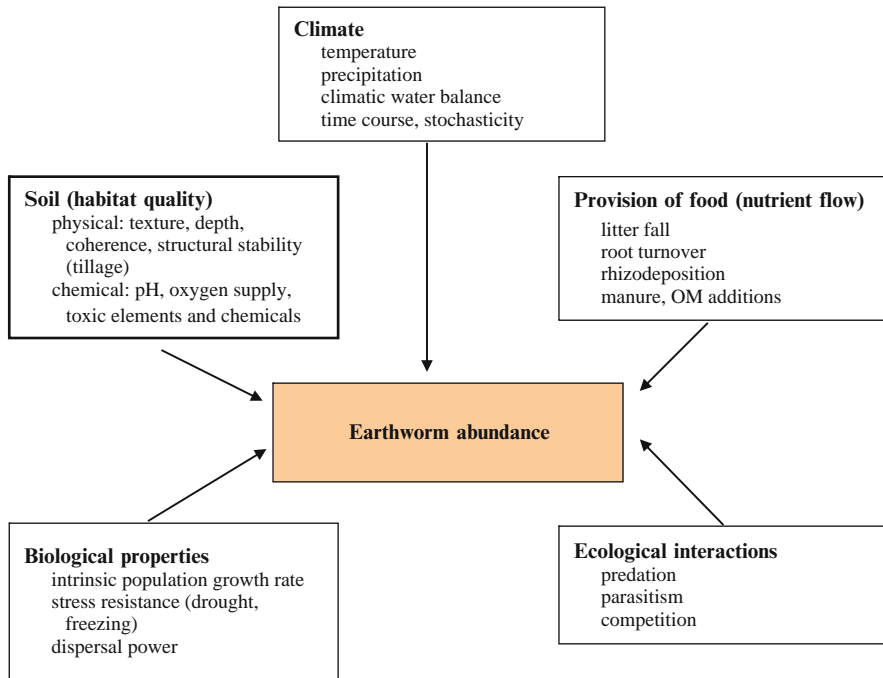 Climate
temperature
precipitation
climatic water balance
time course, stochasticity
Soil (habitat quality)
physical: texture, depth,
coherence, structural stability
(tillage)
chemical: pH, oxygen supply,
toxic elements and chemicals
Provision of food (nutrient flow)
litter fall
root turnover
rhizodeposition
manure, OM additions
Earthworm abundance
Biological properties
intrinsic population growth rate
stress resistance (drought,
freezing)
dispersal power
Ecological interactions
predation
parasitism
competition